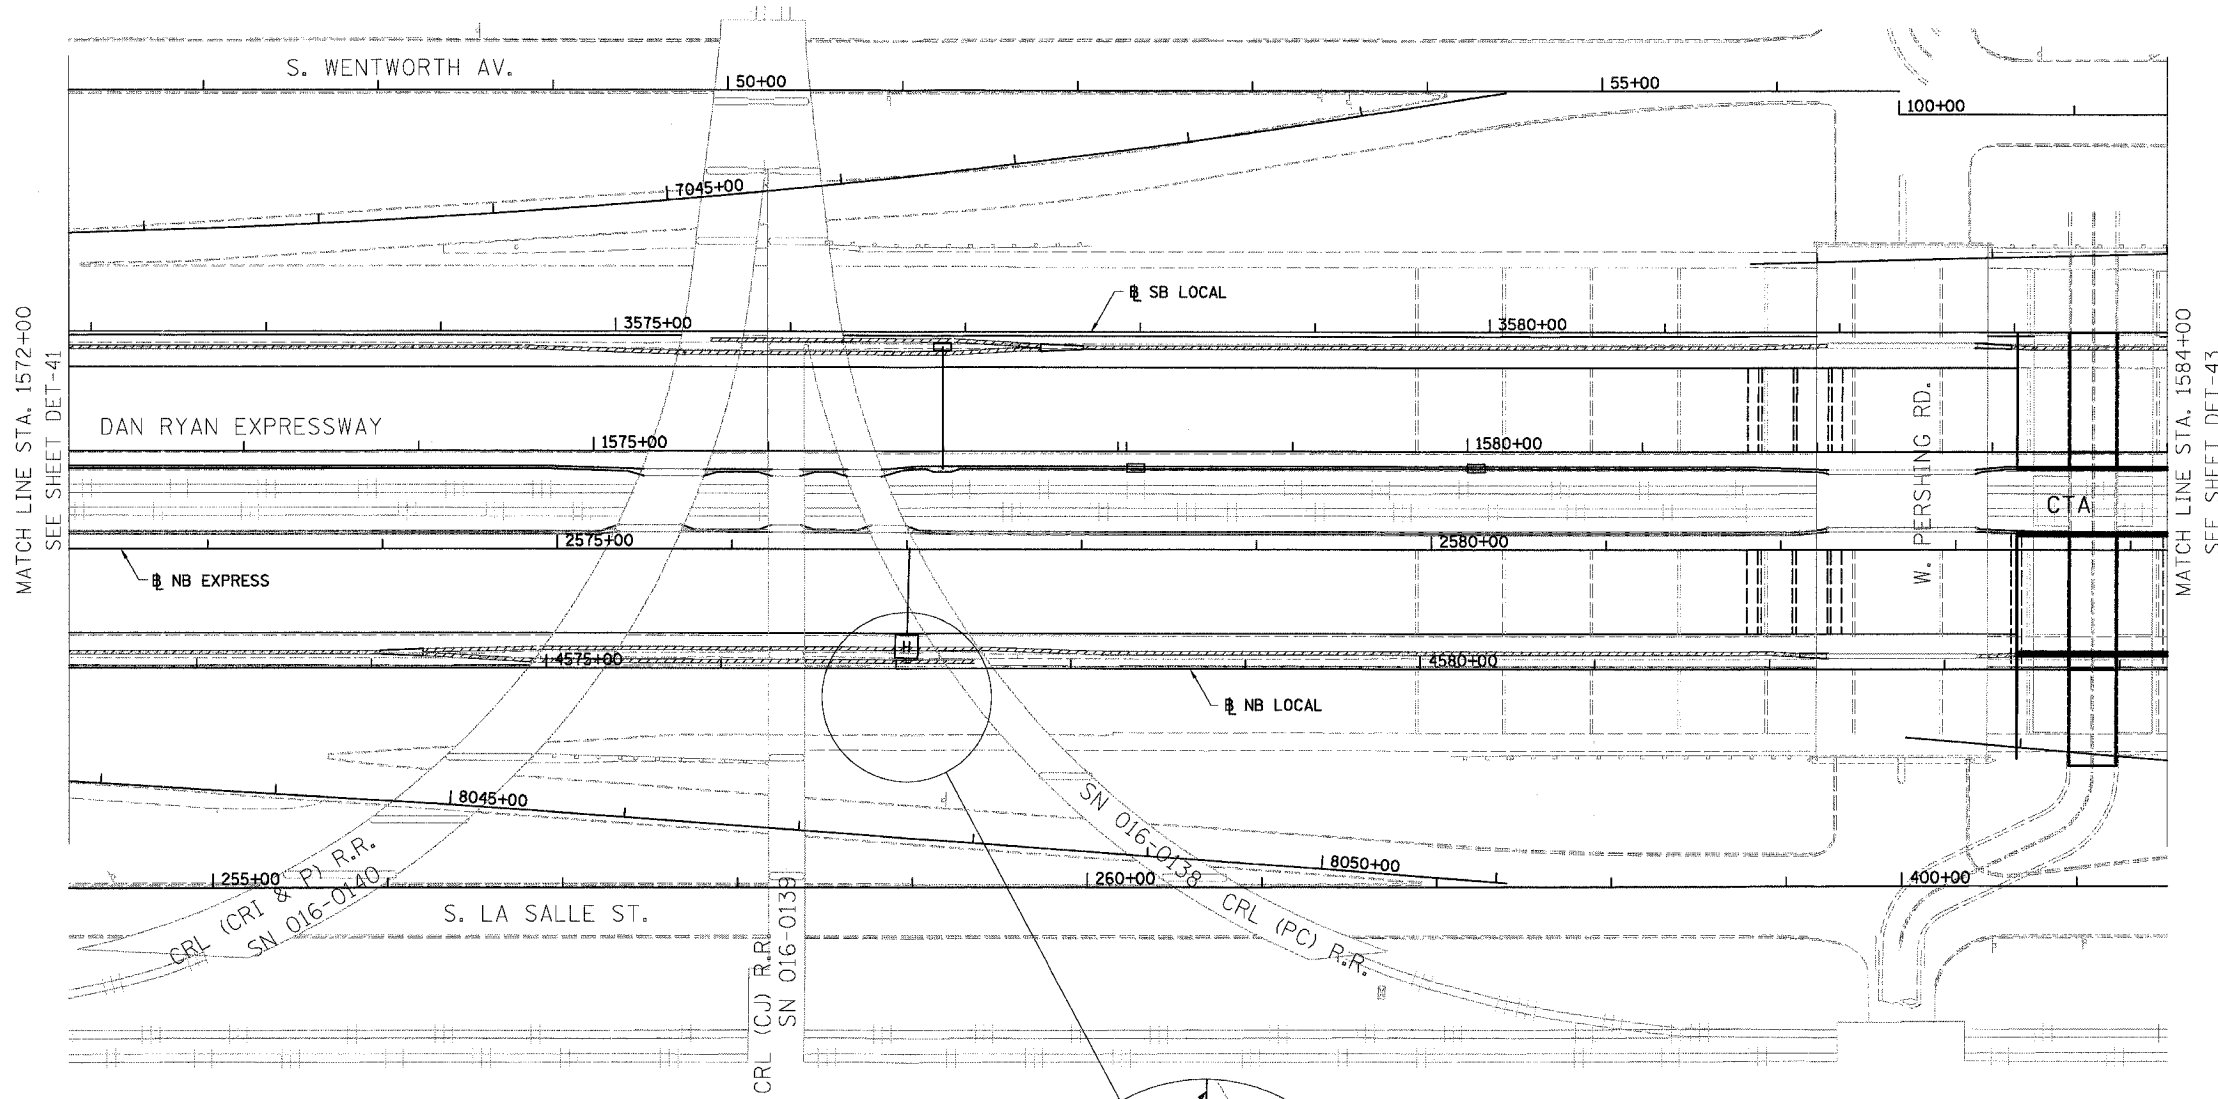 S. WENTWORTH AV.
50+00
55+00
100+00
7045+00
MATCH LINE STA. 1572+00
SEE SHEET DET-41
3575+00
℄ SB LOCAL
3580+00
DAN RYAN EXPRESSWAY
1575+00
1580+00
W. PERSHING RD.
CTA
MATCH LINE STA. 1584+00
SEE SHEET DET-43
2575+00
2580+00
℄ NB EXPRESS
H
4575+00
4580+00
℄ NB LOCAL
8045+00
8050+00
255+00
260+00
400+00
CRL (CRI & P) R.R.
SN 016-0140
S. LA SALLE ST.
CRL (CJ) R.R.
SN 016-0139
SN 016-0138
CRL (PC) R.R.